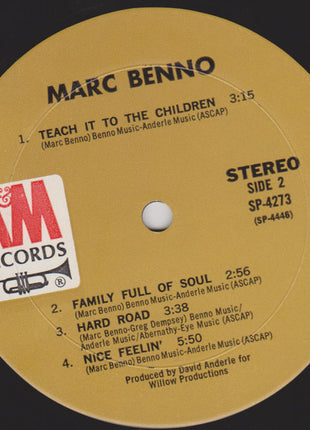 MARC BENNO
1. TEACH IT TO THE CHILDREN 3:15
(Marc Benno) Benno Music-Anderle Music (ASCAP)
STEREO
SIDE 2
SP-4273
(SP-4446)
&M
RECORDS
®
2. FAMILY FULL OF SOUL 2:56
(Marc Benno) Benno Music-Anderle Music (ASCAP)
3. HARD ROAD 3:38
(Marc Benno-Greg Dempsey) Benno Music/
Anderle Music/Abernathy-Eye Music (ASCAP)
4. NICE FEELIN' 5:50
(Marc Benno) Benno Music-Anderle Music (ASCAP)
Produced by David Anderle for
Willow Productions